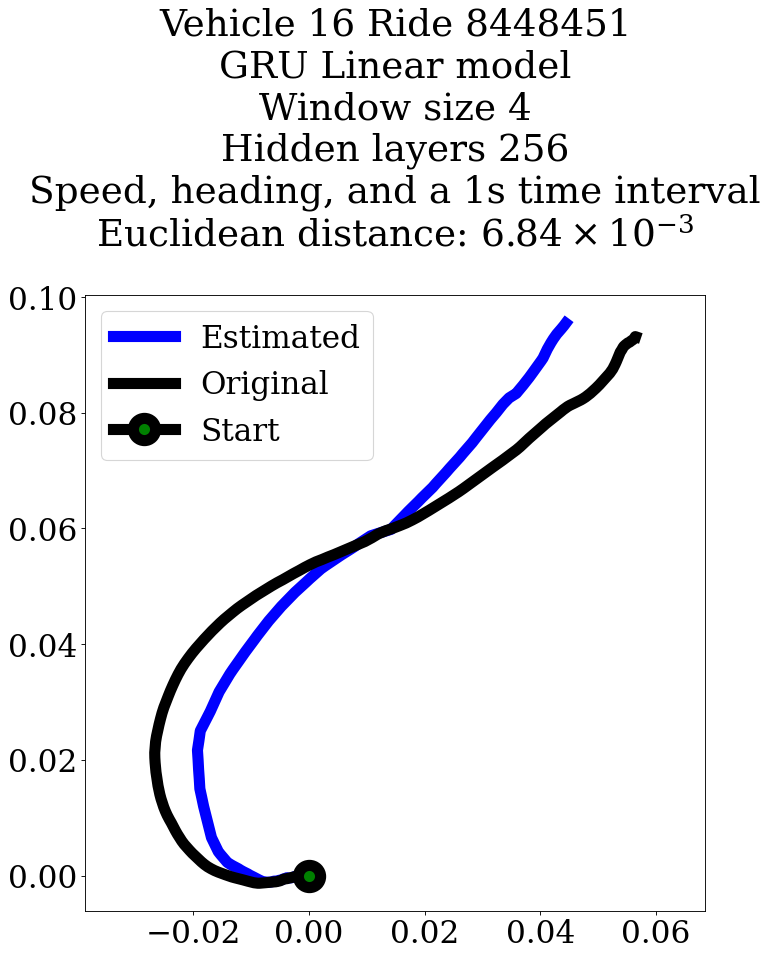 Vehicle 16 Ride 8448451
GRU Linear model
Window size 4
Hidden layers 256
Speed, heading, and a 1s time interval
Euclidean distance: 6.84 × 10⁻³
0.10
Estimated
Original
0.08
Start
0.06
0.04
0.02
0.00
−0.02 0.00 0.02 0.04 0.06